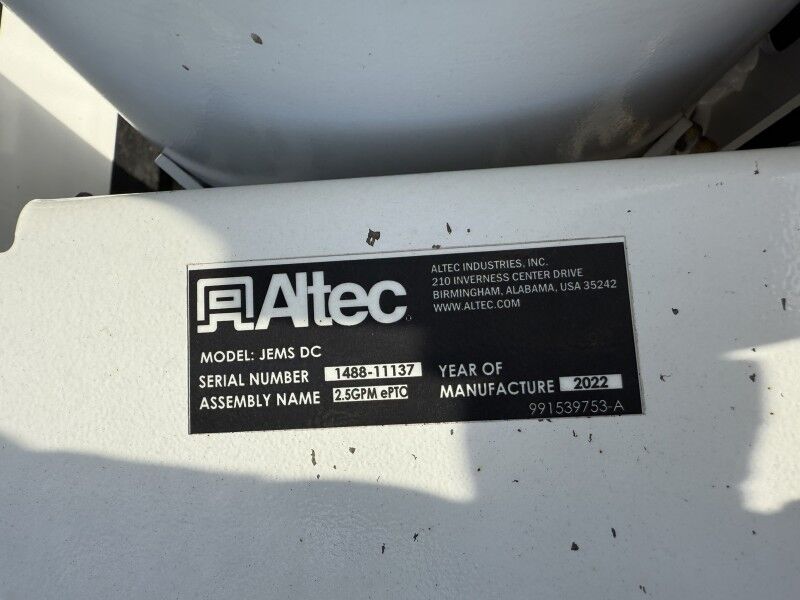 Altec
ALTEC INDUSTRIES, INC.
210 INVERNESS CENTER DRIVE
BIRMINGHAM, ALABAMA, USA 35242
WWW.ALTEC.COM
MODEL: JEMS DC
SERIAL NUMBER 1488-11137
ASSEMBLY NAME 2.5GPM ePTO
YEAR OF
MANUFACTURE 2022
991539753-A